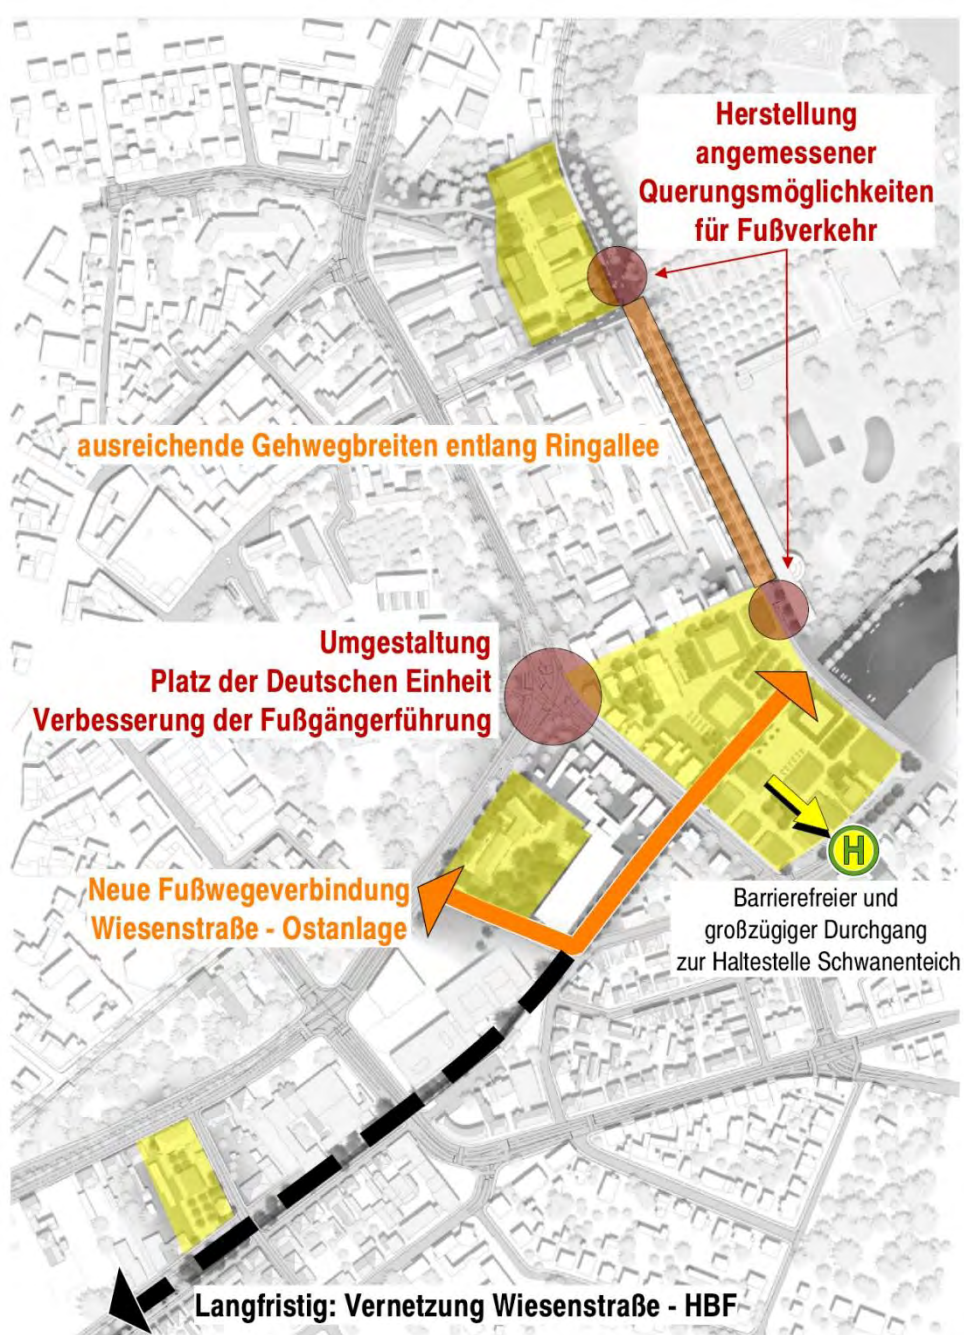 Herstellung
angemessener
Querungsmöglichkeiten
für Fußverkehr
ausreichende Gehwegbreiten entlang Ringallee
Umgestaltung
Platz der Deutschen Einheit
Verbesserung der Fußgängerführung
Neue Fußwegeverbindung
Wiesenstraße - Ostanlage
H
Barrierefreier und
großzügiger Durchgang
zur Haltestelle Schwanenteich
Langfristig: Vernetzung Wiesenstraße - HBF